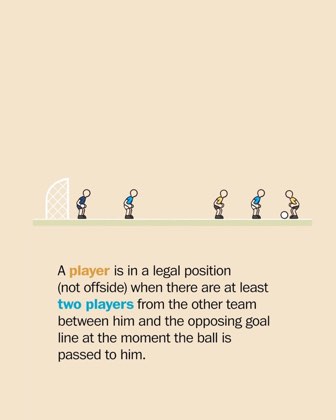 A player is in a legal position
(not offside) when there are at least
two players from the other team
between him and the opposing goal
line at the moment the ball is
passed to him.